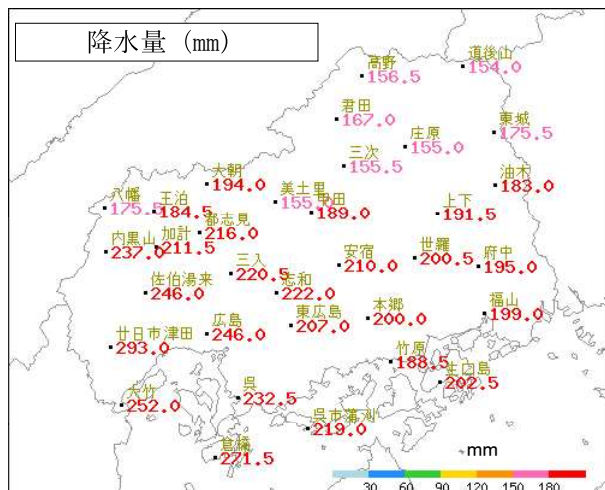 降水量 (mm)
道後山
154.0
高野
156.5
君田
167.0
東城
175.5
庄原
155.0
三次
155.5
大朝
194.0
油木
183.0
美土里
155.0
八幡
175.5
王泊
184.5
甲田
189.0
上下
191.5
都志見
216.0
内黒山
237.0
加計
211.5
安宿
210.0
世羅
200.5
府中
195.0
三入
220.5
佐伯湯来
246.0
志和
222.0
福山
199.0
東広島
207.0
本郷
200.0
廿日市津田
293.0
広島
246.0
竹原
188.5
生口島
202.5
大竹
252.0
呉
232.5
呉市蒲刈
219.0
倉橋
271.5
mm
30 60 90 120 150 180